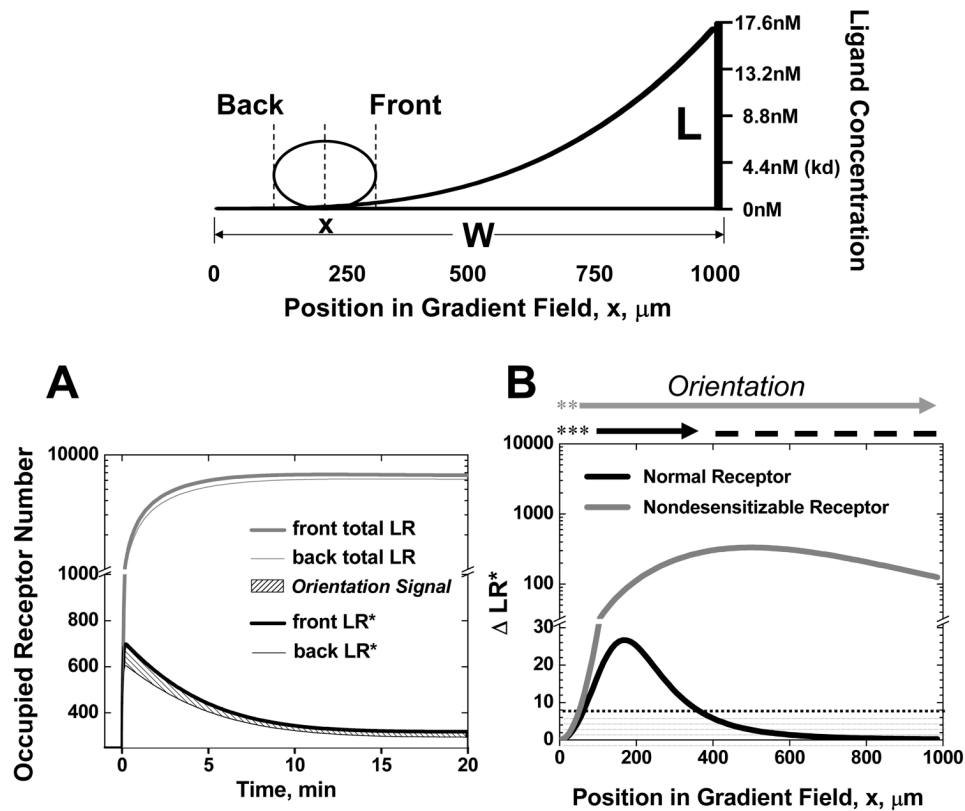 17.6nM
13.2nM
8.8nM
4.4nM (kd)
0nM
Ligand Concentration
Back
Front
L
x
W
0
250
500
750
1000
Position in Gradient Field, x, μm
A
10000
1000
800
600
400
Occupied Receptor Number
front total LR
back total LR
Orientation Signal
front LR*
back LR*
0
5
10
15
20
Time, min
B
Orientation
**
***
10000
1000
100
30
20
10
0
Δ LR*
Normal Receptor
Nondesensitizable Receptor
0
200
400
600
800
1000
Position in Gradient Field, x, μm